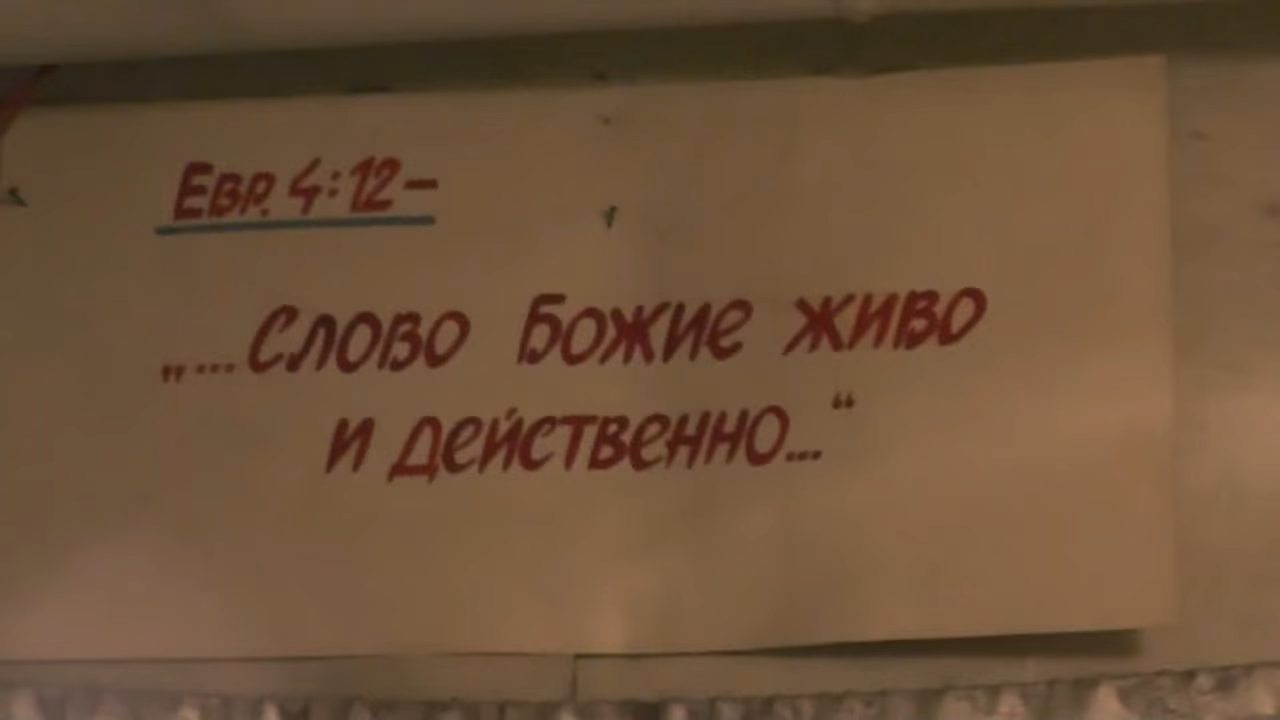 Евр. 4:12–
„...Слово Божие живо
и действенно...“